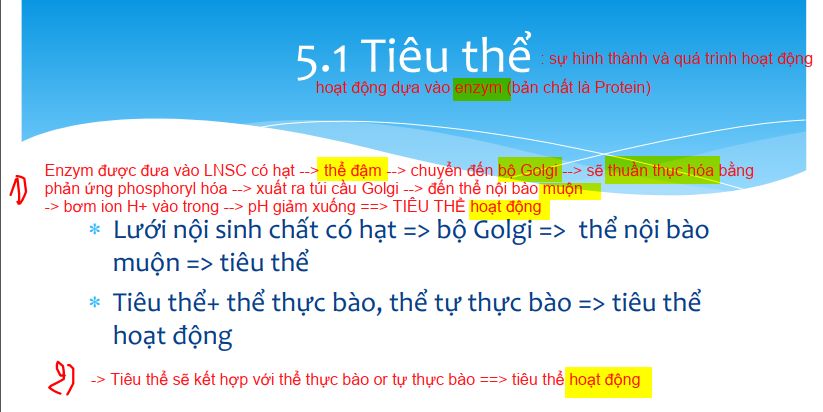 5.1 Tiêu thể : sự hình thành và quá trình hoạt động
hoạt động dựa vào enzym (bản chất là Protein)
Enzym được đưa vào LNSC có hạt --> thể đậm --> chuyển đến bộ Golgi --> sẽ thuần thục hóa bằng
1) phản ứng phosphoryl hóa --> xuất ra túi cầu Golgi --> đến thể nội bào muộn
-> bơm ion H+ vào trong --> pH giảm xuống ==> TIÊU THỂ hoạt động
* Lưới nội sinh chất có hạt => bộ Golgi => thể nội bào
muộn => tiêu thể
* Tiêu thể+ thể thực bào, thể tự thực bào => tiêu thể
hoạt động
2) -> Tiêu thể sẽ kết hợp với thể thực bào or tự thực bào ==> tiêu thể hoạt động